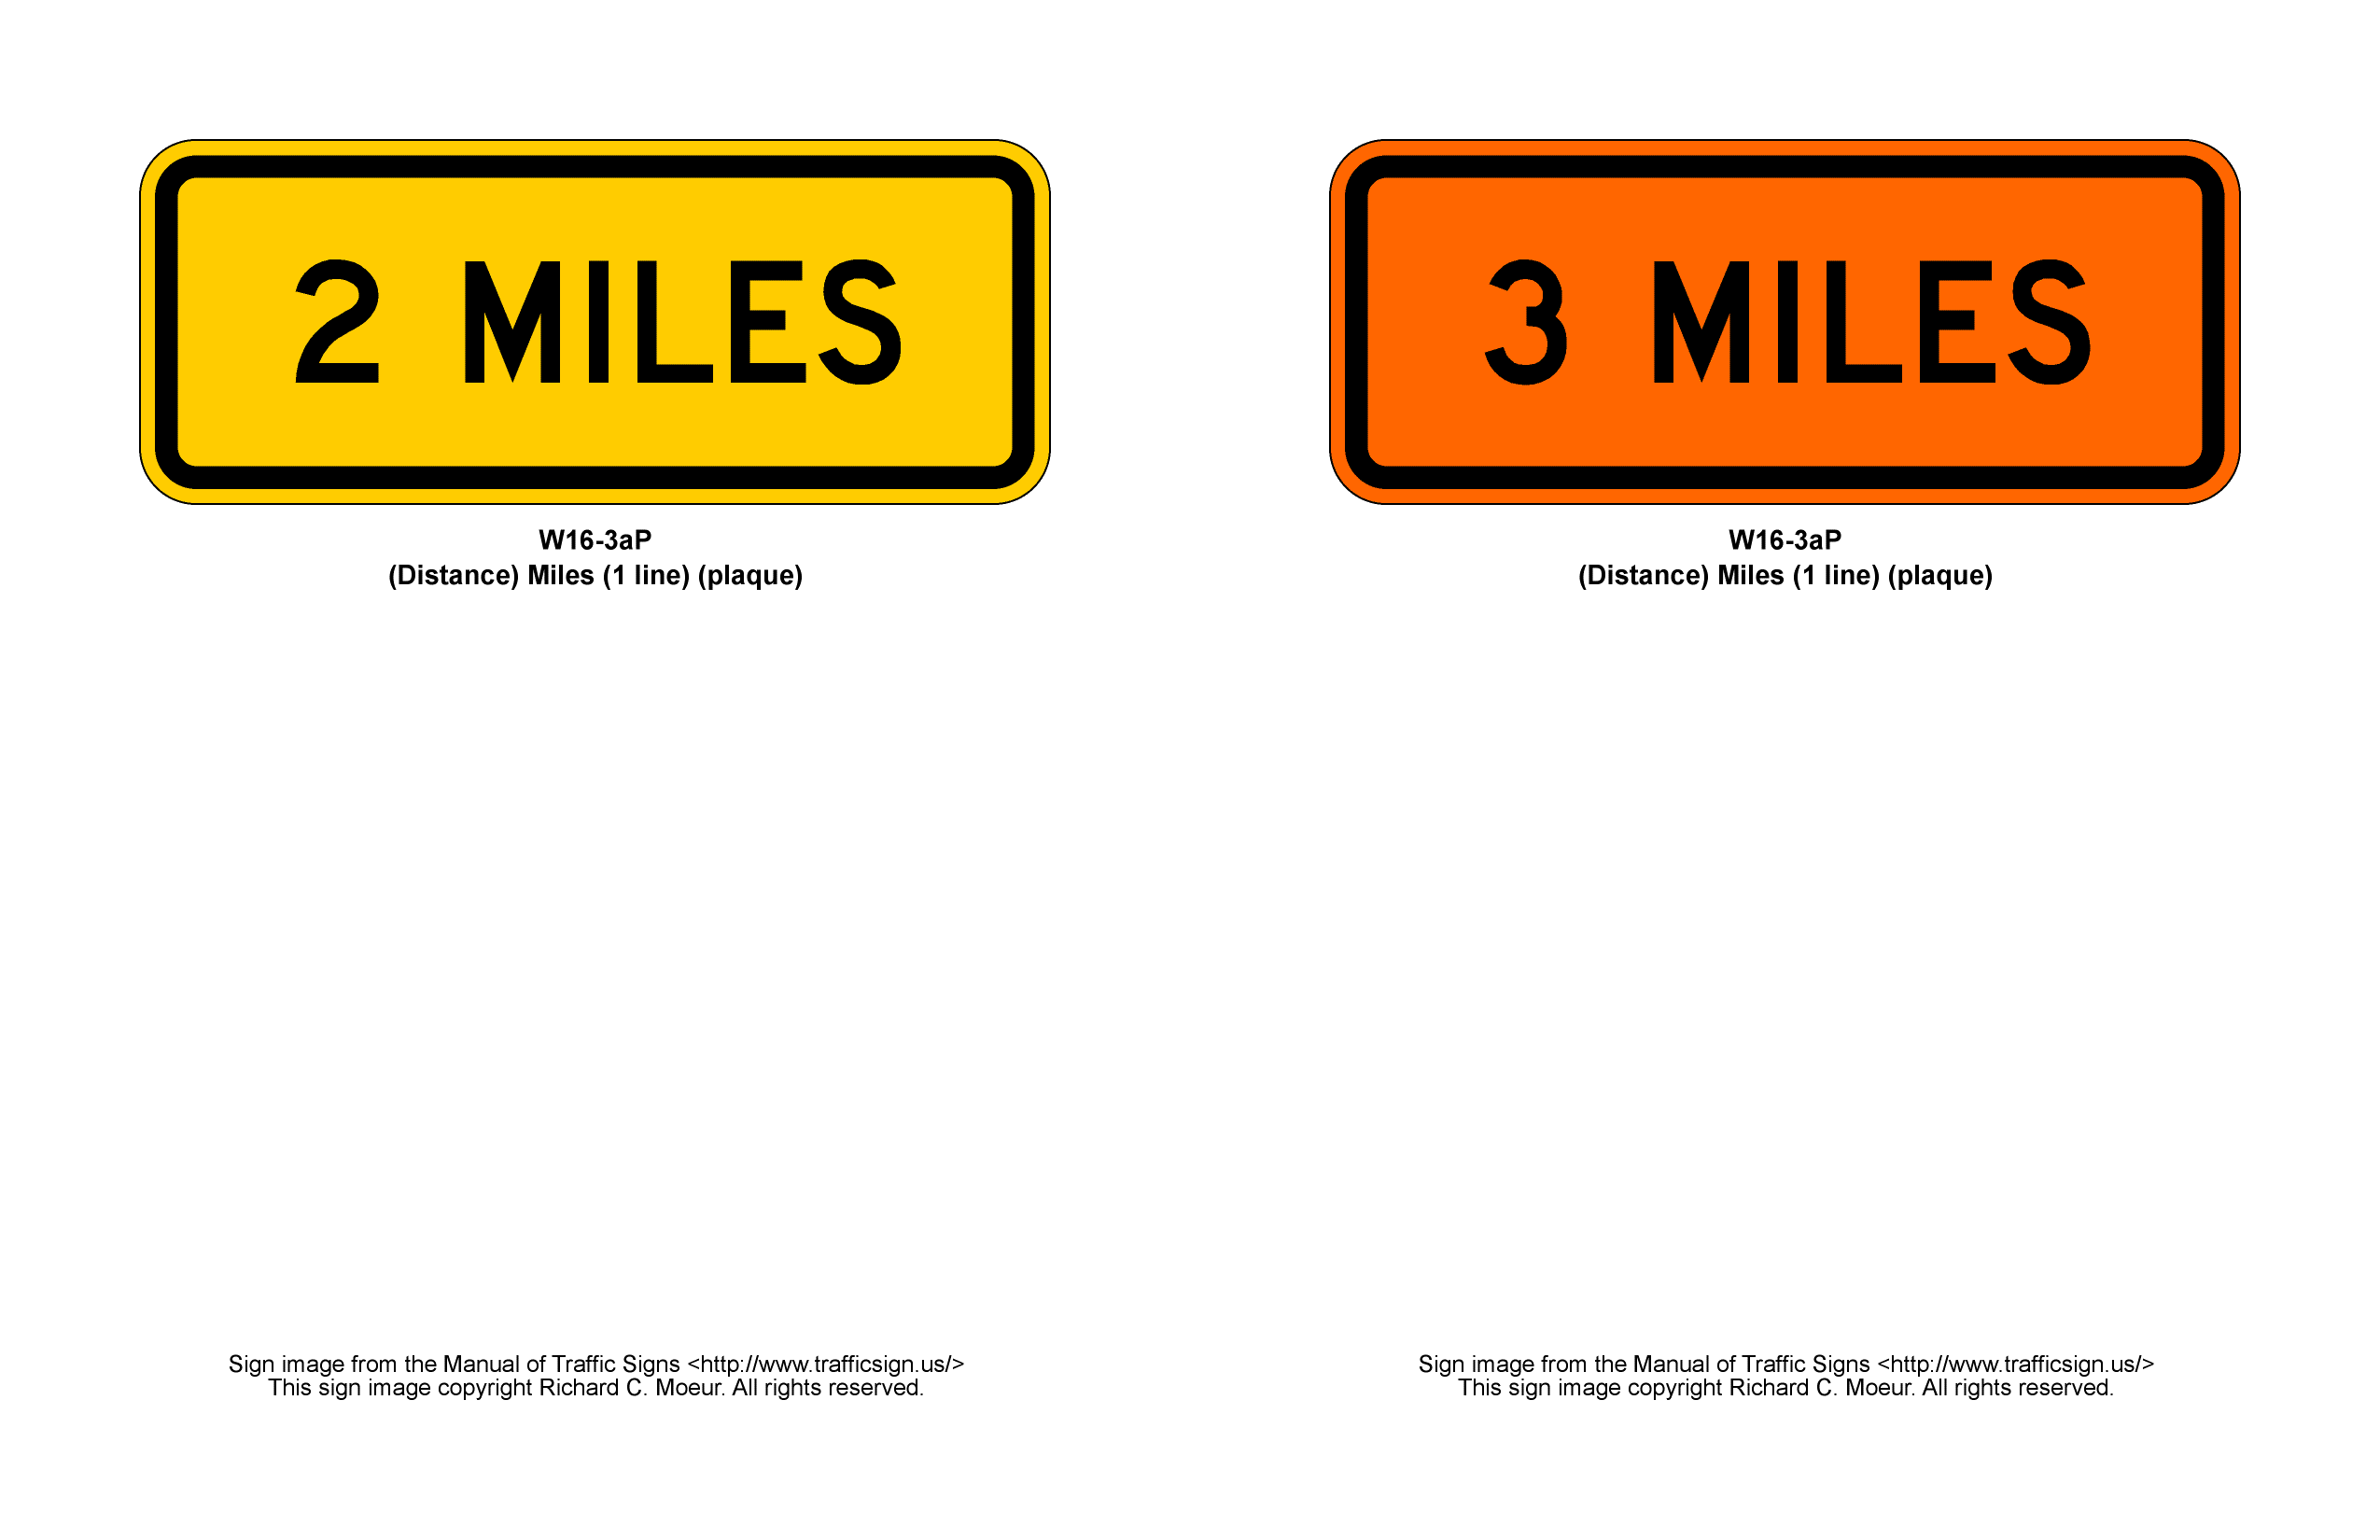 2 MILES
W16-3aP
(Distance) Miles (1 line) (plaque)
Sign image from the Manual of Traffic Signs <http://www.trafficsign.us/>
This sign image copyright Richard C. Moeur. All rights reserved.
3 MILES
W16-3aP
(Distance) Miles (1 line) (plaque)
Sign image from the Manual of Traffic Signs <http://www.trafficsign.us/>
This sign image copyright Richard C. Moeur. All rights reserved.